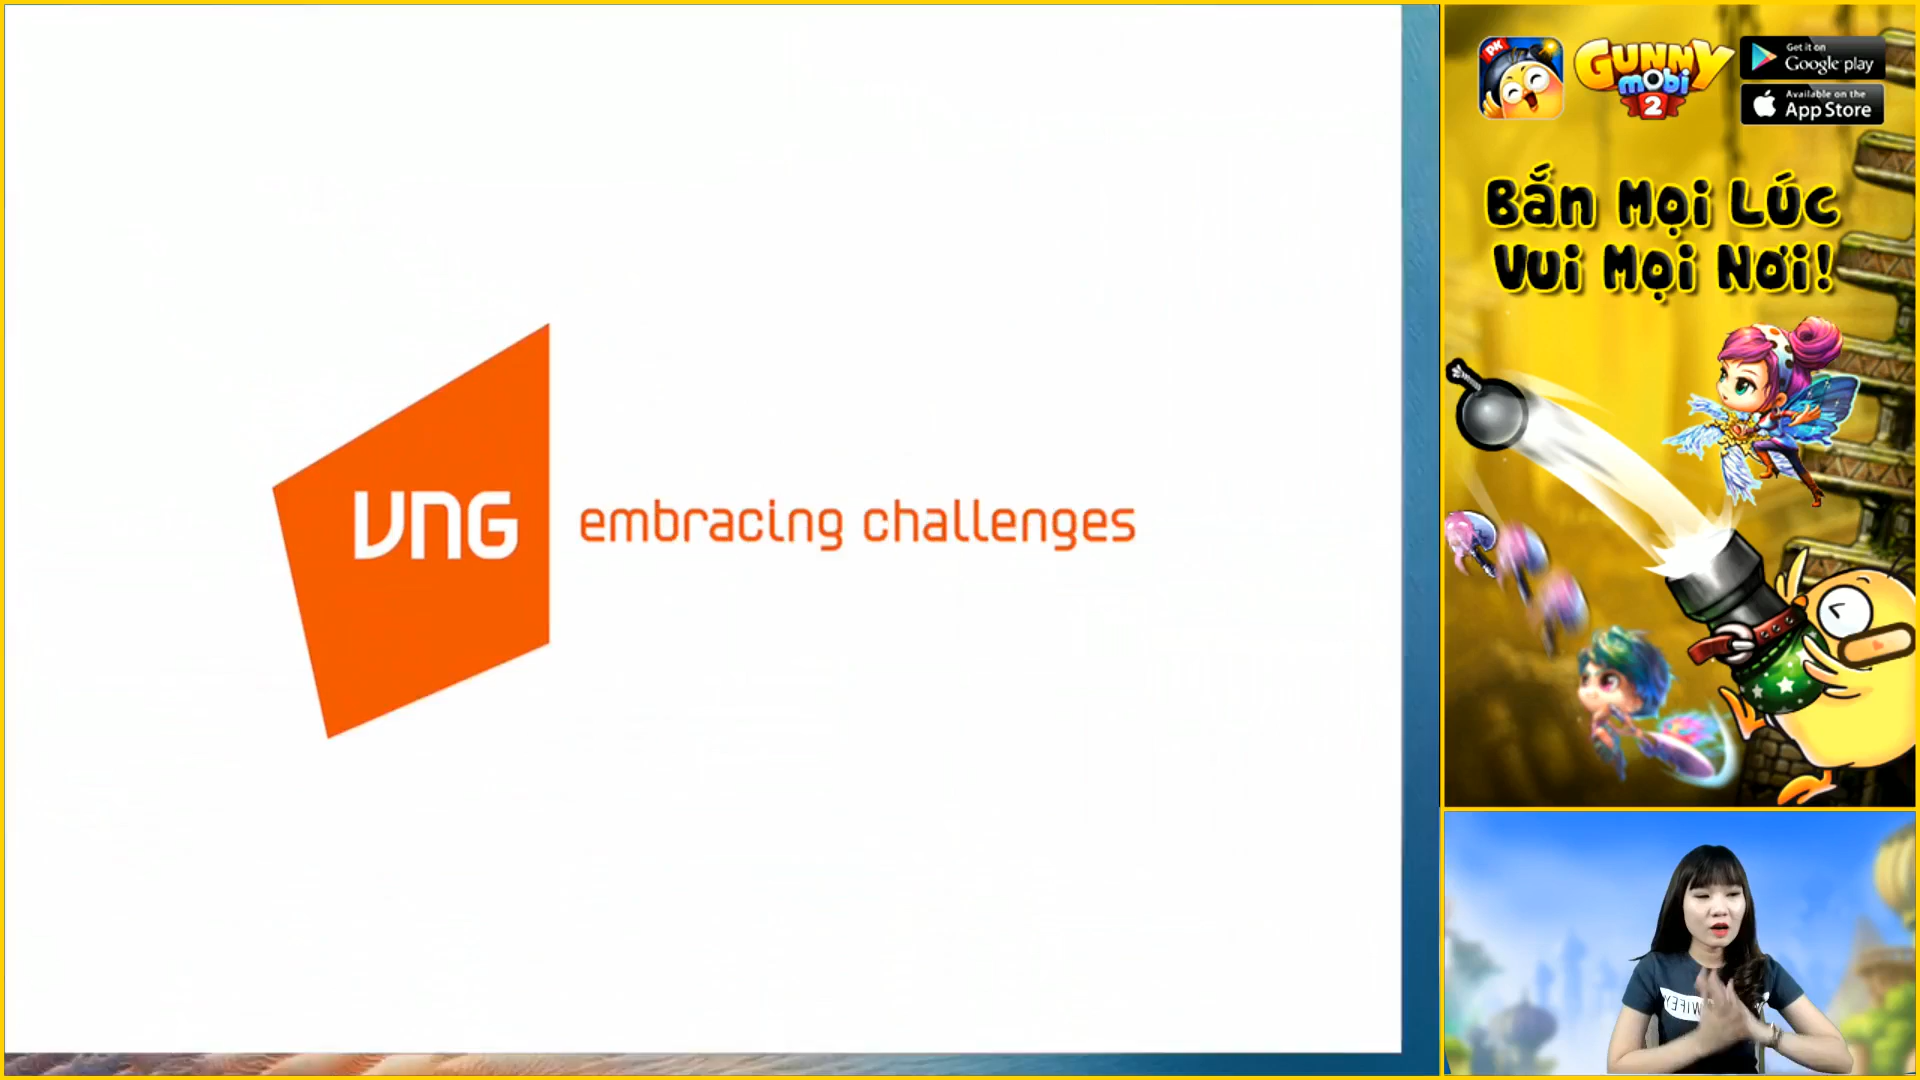 VNG
embracing challenges
PK
GUNNY
mobi
2
Get it on
Google play
Available on the
App Store
Bắn Mọi Lúc
Vui Mọi Nơi!
WIFEY